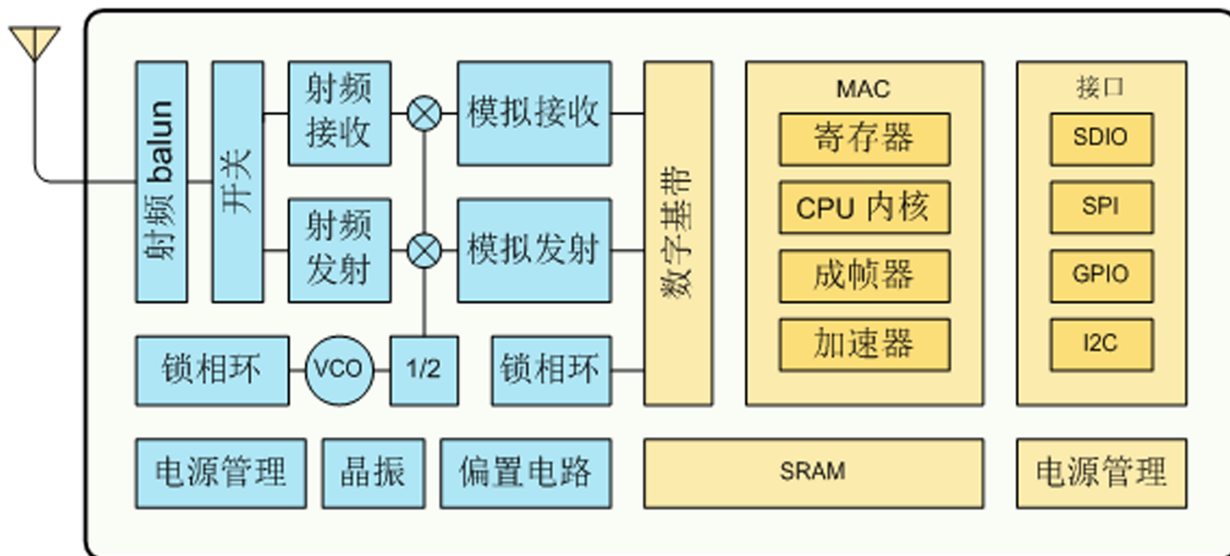 射频 balun
开关
射频
接收
模拟接收
射频
发射
模拟发射
锁相环
VCO
1/2
锁相环
数字基带
MAC
寄存器
CPU 内核
成帧器
加速器
接口
SDIO
SPI
GPIO
I2C
电源管理
晶振
偏置电路
SRAM
电源管理